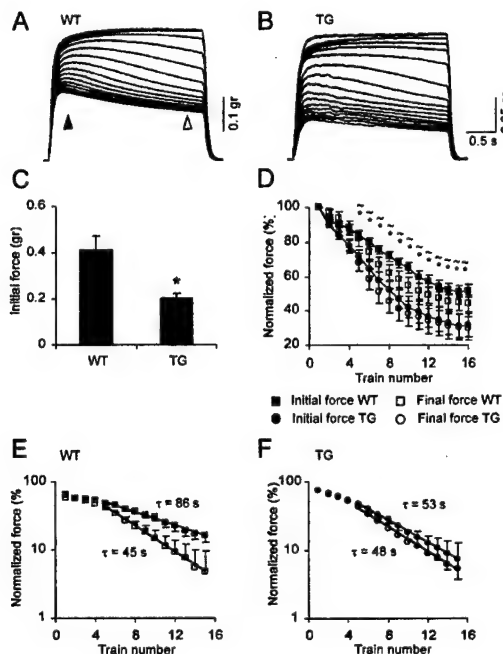 A
WT
B
TG
0.1 gr
0.5 s
C
Initial force (gr)
0.6
0.4
0.2
0
*
WT
TG
D
Normalized force (%)
100
80
60
40
20
0
4
8
12
16
Train number
Initial force WT
Final force WT
Initial force TG
Final force TG
E
WT
Normalized force (%)
100
10
1
τ = 86 s
τ = 45 s
0
4
8
12
16
Train number
F
TG
Normalized force (%)
100
10
1
τ = 53 s
τ = 48 s
0
4
8
12
16
Train number